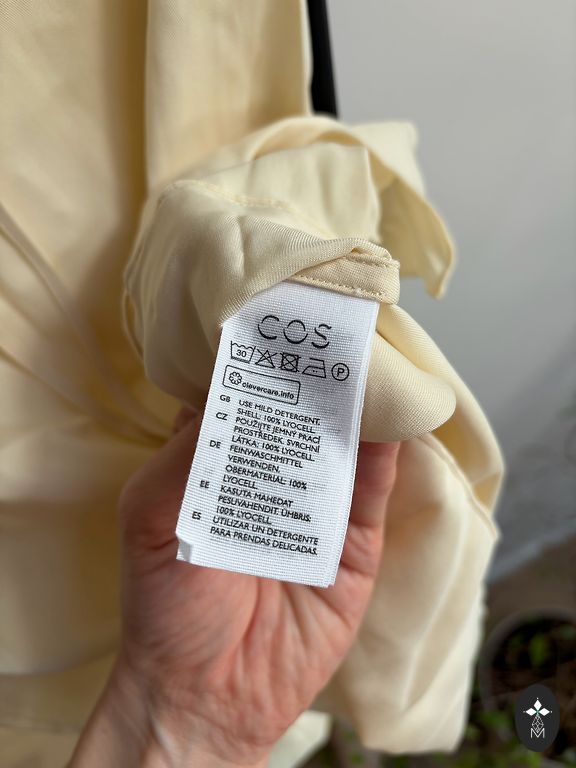 COS
30 P
clevercare.info
GB USE MILD DETERGENT.
SHELL: 100% LYOCELL.
CZ POUŽIJTE JEMNÝ PRACÍ
PROSTŘEDEK. SVRCHNÍ
LÁTKA: 100% LYOCELL.
DE FEINWASCHMITTEL
VERWENDEN.
OBERMATERIAL: 100%
LYOCELL.
EE KASUTA MAHEDAT
PESUVAHENDIT. ÜMBRIS:
100% LYOCELL.
ES UTILIZAR UN DETERGENTE
PARA PRENDAS DELICADAS.